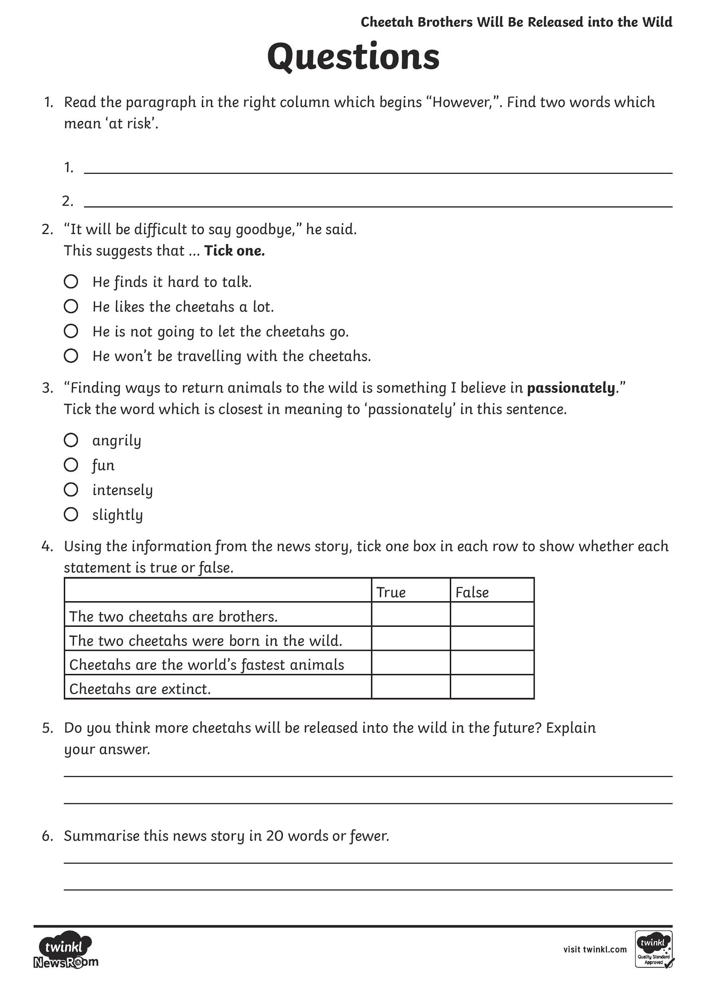 Cheetah Brothers Will Be Released into the Wild
Questions
1. Read the paragraph in the right column which begins “However,”. Find two words which
mean ‘at risk’.
1.
2.
2. “It will be difficult to say goodbye,” he said.
This suggests that ... Tick one.
He finds it hard to talk.
He likes the cheetahs a lot.
He is not going to let the cheetahs go.
He won’t be travelling with the cheetahs.
3. “Finding ways to return animals to the wild is something I believe in passionately.”
Tick the word which is closest in meaning to ‘passionately’ in this sentence.
angrily
fun
intensely
slightly
4. Using the information from the news story, tick one box in each row to show whether each
statement is true or false.
True False
The two cheetahs are brothers.
The two cheetahs were born in the wild.
Cheetahs are the world’s fastest animals
Cheetahs are extinct.
5. Do you think more cheetahs will be released into the wild in the future? Explain
your answer.
6. Summarise this news story in 20 words or fewer.
twinkl
NewsRoom
visit twinkl.com
twinkl
Quality Standard
Approved